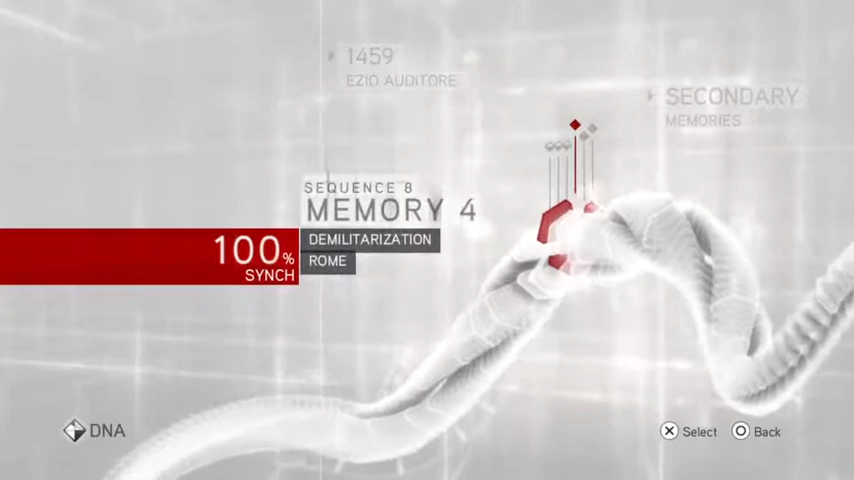 1459
EZIO AUDITORE
SECONDARY
MEMORIES
SEQUENCE 8
MEMORY 4
100%
SYNCH
DEMILITARIZATION
ROME
DNA
Select
Back